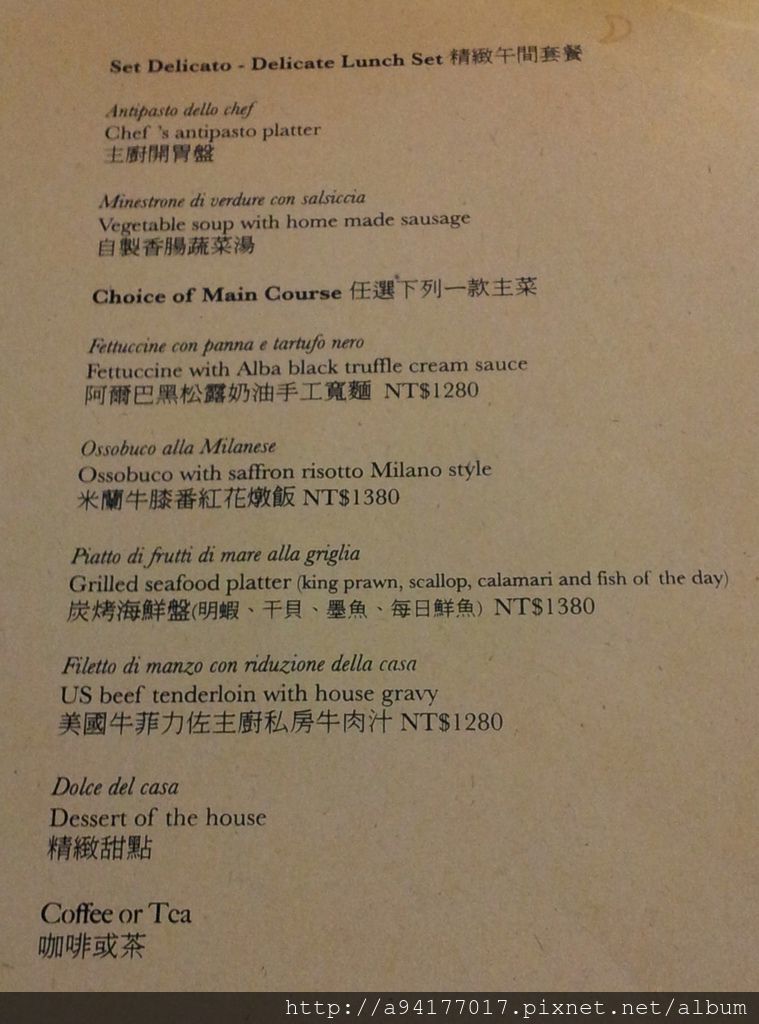 Set Delicato - Delicate Lunch Set 精緻午間套餐
Antipasto dello chef
Chef 's antipasto platter
主廚開胃盤
Minestrone di verdure con salsiccia
Vegetable soup with home made sausage
自製香腸蔬菜湯
Choice of Main Course 任選下列一款主菜
Fettuccine con panna e tartufo nero
Fettuccine with Alba black truffle cream sauce
阿爾巴黑松露奶油手工寬麵 NT$1280
Ossobuco alla Milanese
Ossobuco with saffron risotto Milano style
米蘭牛膝番紅花燉飯 NT$1380
Piatto di frutti di mare alla griglia
Grilled seafood platter (king prawn, scallop, calamari and fish of the day)
炭烤海鮮盤(明蝦、干貝、墨魚、每日鮮魚) NT$1380
Filetto di manzo con riduzione della casa
US beef tenderloin with house gravy
美國牛菲力佐主廚私房牛肉汁 NT$1280
Dolce del casa
Dessert of the house
精緻甜點
Coffee or Tea
咖啡或茶
http://a94177017.pixnet.net/album